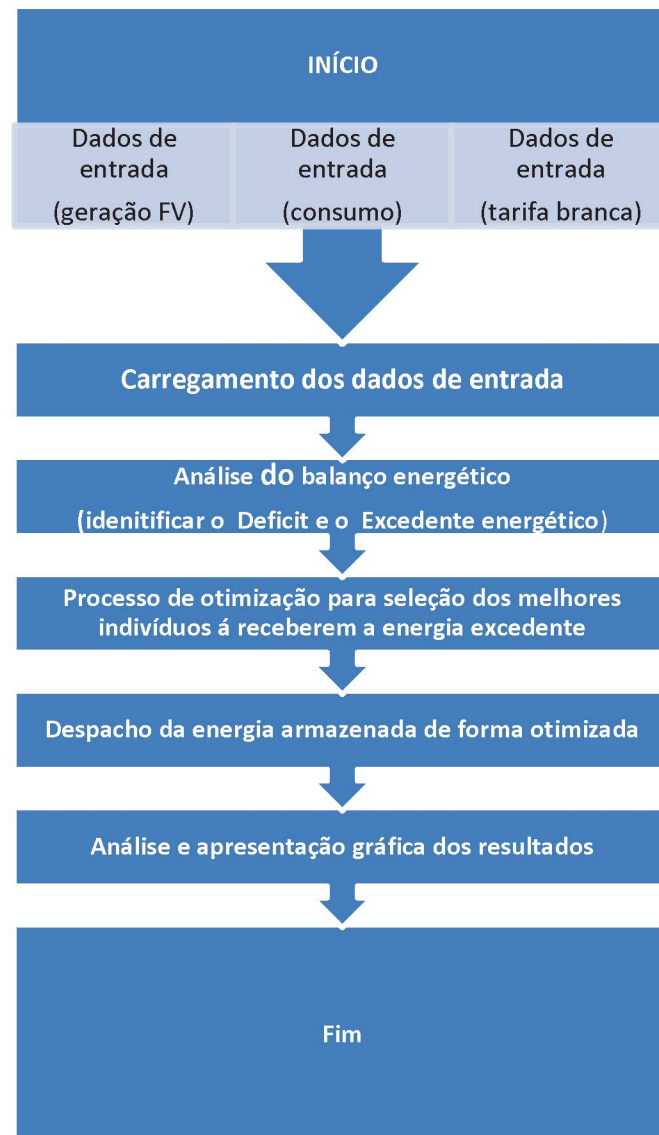 INÍCIO
Dados de
entrada
(geração FV)
Dados de
entrada
(consumo)
Dados de
entrada
(tarifa branca)
Carregamento dos dados de entrada
Análise do balanço energético
(idenitificar o Deficit e o Excedente energético)
Processo de otimização para seleção dos melhores
indivíduos á receberem a energia excedente
Despacho da energia armazenada de forma otimizada
Análise e apresentação gráfica dos resultados
Fim